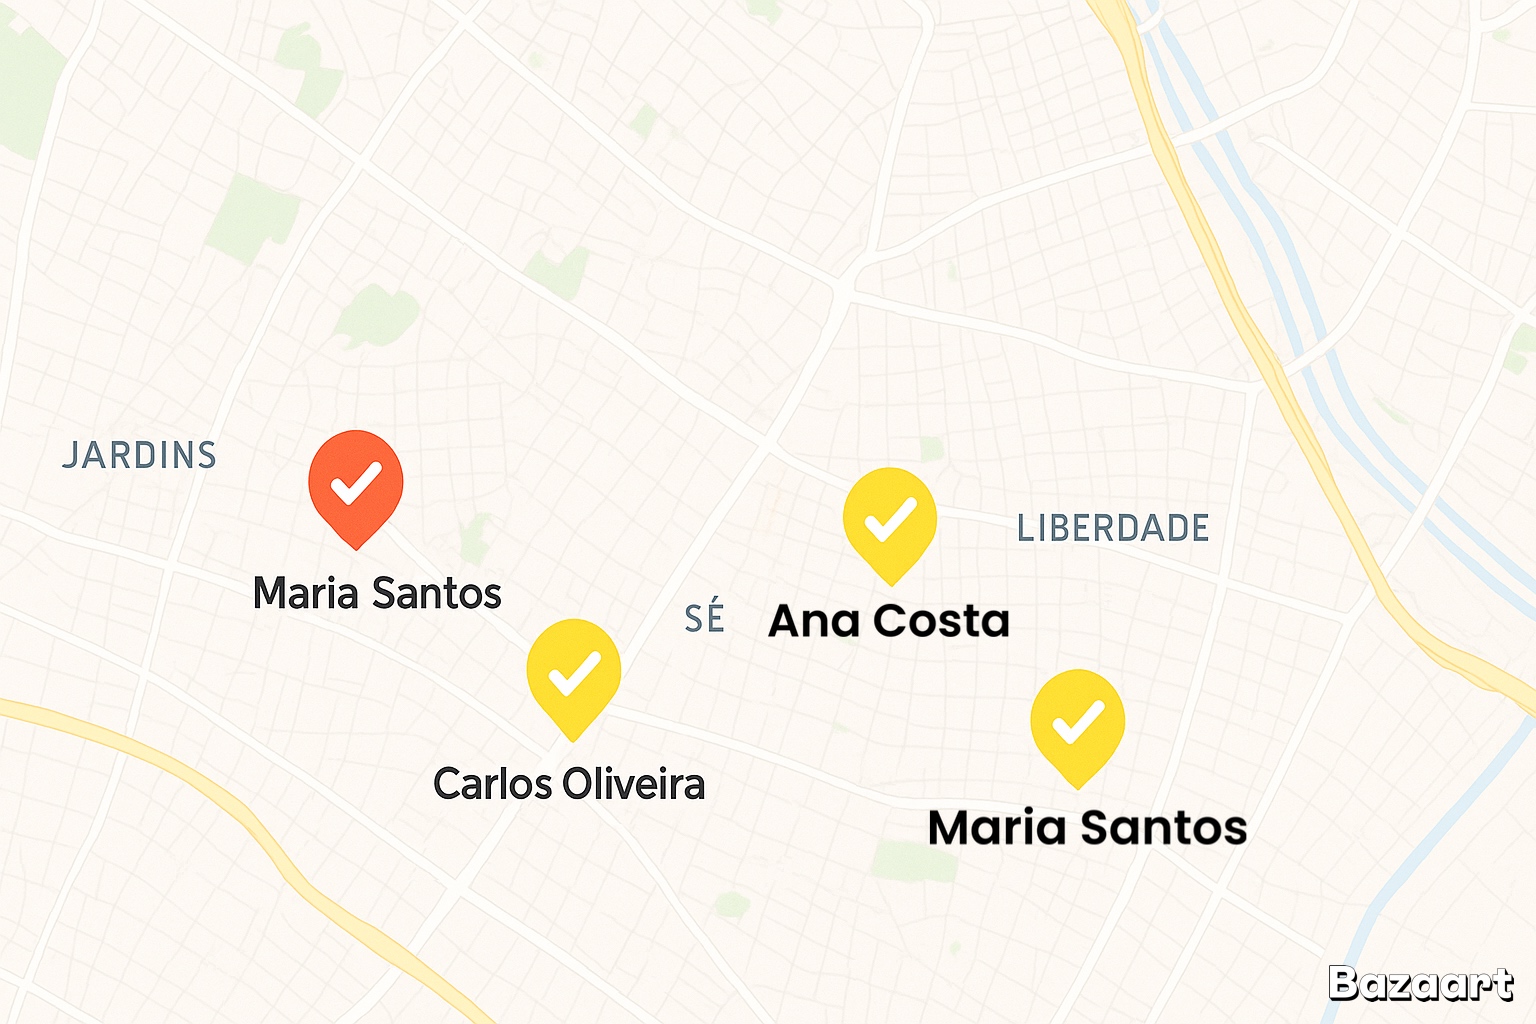 JARDINS
LIBERDADE
Maria Santos
SÉ
Ana Costa
Carlos Oliveira
Maria Santos
Bazaart